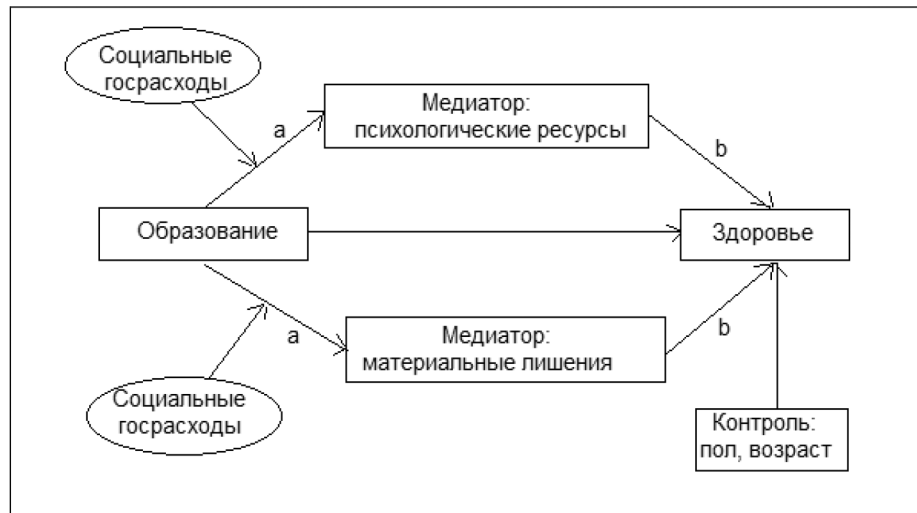 Социальные
госрасходы
a
Медиатор:
психологические ресурсы
b
Образование
Здоровье
a
Медиатор:
материальные лишения
b
Социальные
госрасходы
Контроль:
пол, возраст